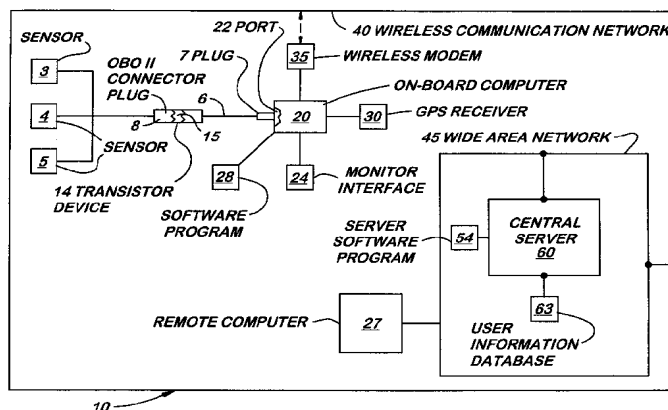 22 PORT
40 WIRELESS COMMUNICATION NETWORK
SENSOR
3
OBO II
CONNECTOR
PLUG
7 PLUG
35
WIRELESS MODEM
ON-BOARD COMPUTER
4
8
15
6
20
30
GPS RECEIVER
5
SENSOR
14 TRANSISTOR
DEVICE
28
SOFTWARE
PROGRAM
24
MONITOR
INTERFACE
45 WIDE AREA NETWORK
SERVER
SOFTWARE
PROGRAM
54
CENTRAL
SERVER
60
REMOTE COMPUTER
27
63
USER
INFORMATION
DATABASE
10